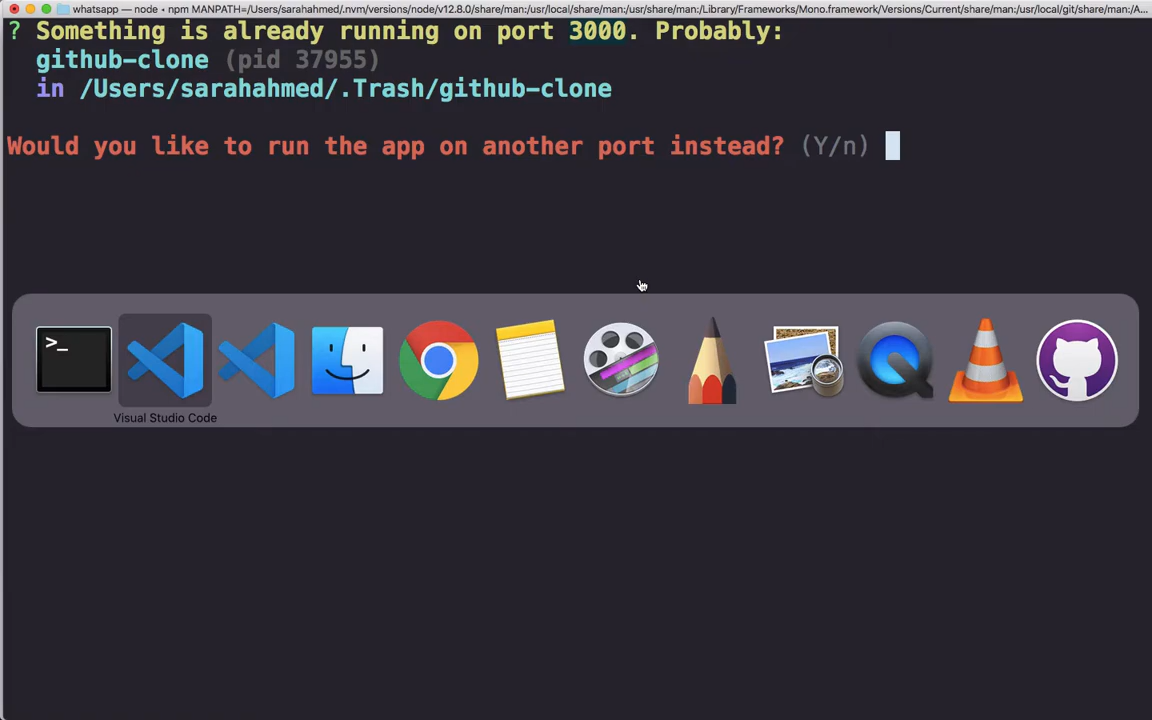 whatsapp — node • npm MANPATH=/Users/sarahahmed/.nvm/versions/node/v12.8.0/share/man:/usr/local/share/man:/usr/share/man:/Library/Frameworks/Mono.framework/Versions/Current/share/man:/usr/local/git/share/man:/A...
? Something is already running on port 3000. Probably:
github-clone (pid 37955)
in /Users/sarahahmed/.Trash/github-clone
Would you like to run the app on another port instead? (Y/n)
>_
Visual Studio Code